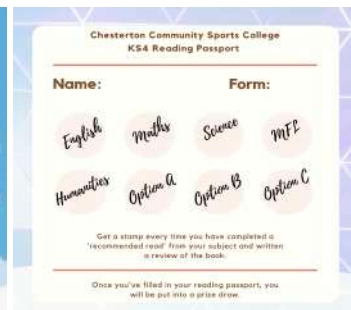 Chesterton Community Sports College
KS4 Reading Passport
Name: Form:
English Maths Science MFL
Humanities Option A Option B Option C
Get a stamp every time you have completed a
'recommended read' from your subject and written
a review of the book.
Once you've filled in your reading passport, you
will be put into a prize draw.